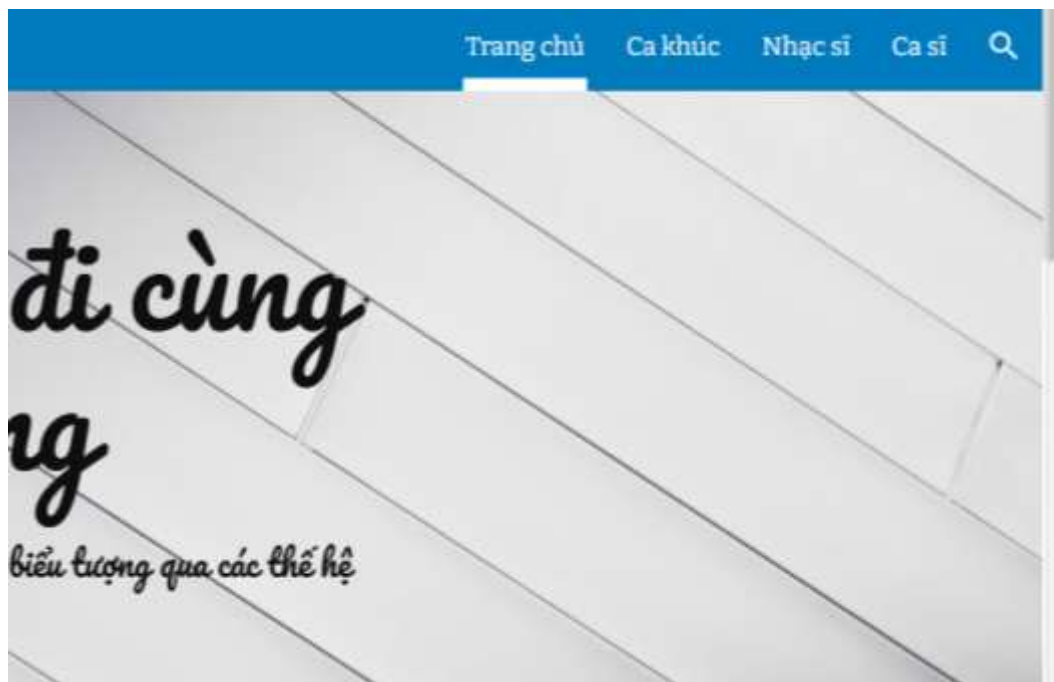 Trang chủ Ca khúc Nhạc sĩ Ca sĩ
đi cùng
ng
biểu tượng qua các thế hệ